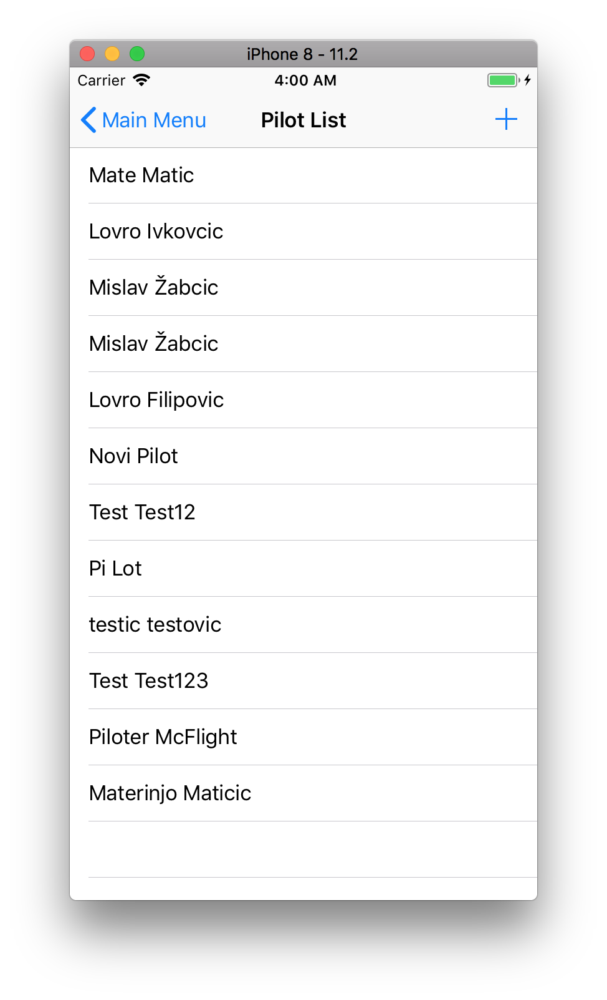 iPhone 8 - 11.2
Carrier 4:00 AM
Main Menu Pilot List
Mate Matic
Lovro Ivkovcic
Mislav Žabcic
Mislav Žabcic
Lovro Filipovic
Novi Pilot
Test Test12
Pi Lot
testic testovic
Test Test123
Piloter McFlight
Materinjo Maticic